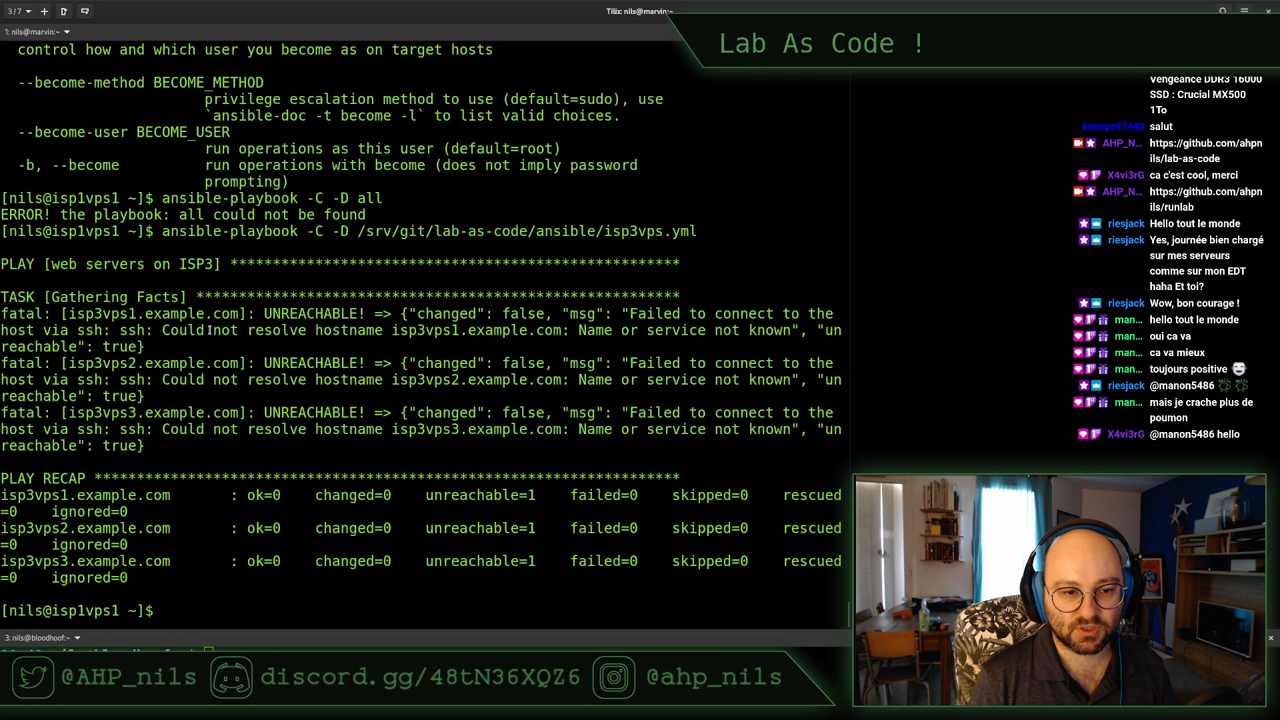 3 / 7
Tilix: nils@marvin:~
1: nils@marvin:~
Lab As Code !
control how and which user you become as on target hosts
--become-method BECOME_METHOD
privilege escalation method to use (default=sudo), use
`ansible-doc -t become -l` to list valid choices.
--become-user BECOME_USER
run operations as this user (default=root)
-b, --become run operations with become (does not imply password
prompting)
[nils@isp1vps1 ~]$ ansible-playbook -C -D all
ERROR! the playbook: all could not be found
[nils@isp1vps1 ~]$ ansible-playbook -C -D /srv/git/lab-as-code/ansible/isp3vps.yml
PLAY [web servers on ISP3] ******************************************************
TASK [Gathering Facts] **********************************************************
fatal: [isp3vps1.example.com]: UNREACHABLE! => {"changed": false, "msg": "Failed to connect to the
host via ssh: ssh: Could not resolve hostname isp3vps1.example.com: Name or service not known", "un
reachable": true}
fatal: [isp3vps2.example.com]: UNREACHABLE! => {"changed": false, "msg": "Failed to connect to the
host via ssh: ssh: Could not resolve hostname isp3vps2.example.com: Name or service not known", "un
reachable": true}
fatal: [isp3vps3.example.com]: UNREACHABLE! => {"changed": false, "msg": "Failed to connect to the
host via ssh: ssh: Could not resolve hostname isp3vps3.example.com: Name or service not known", "un
reachable": true}
PLAY RECAP **********************************************************************
isp3vps1.example.com : ok=0 changed=0 unreachable=1 failed=0 skipped=0 rescued
=0 ignored=0
isp3vps2.example.com : ok=0 changed=0 unreachable=1 failed=0 skipped=0 rescued
=0 ignored=0
isp3vps3.example.com : ok=0 changed=0 unreachable=1 failed=0 skipped=0 rescued
=0 ignored=0
[nils@isp1vps1 ~]$
3: nils@bloodhoof:~
Vengeance DDR3 16000
SSD : Crucial MX500
1To
salut
AHP_N... https://github.com/ahpn
ils/lab-as-code
X4vi3rG ca c'est cool, merci
AHP_N... https://github.com/ahpn
ils/runlab
riesjack Hello tout le monde
riesjack Yes, journée bien chargé
sur mes serveurs
comme sur mon EDT
haha Et toi?
riesjack Wow, bon courage !
man... hello tout le monde
man... oui ca va
man... ca va mieux
man... toujours positive
riesjack @manon5486
man... mais je crache plus de
poumon
X4vi3rG @manon5486 hello
@AHP_nils discord.gg/48tN36XQZ6 @ahp_nils